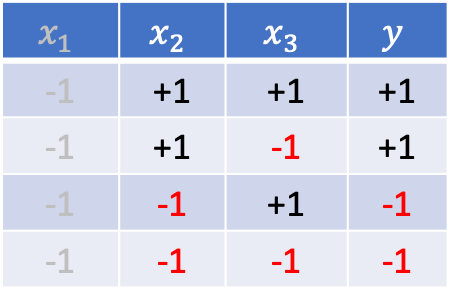 x₁ x₂ x₃ y
-1 +1 +1 +1
-1 +1 -1 +1
-1 -1 +1 -1
-1 -1 -1 -1